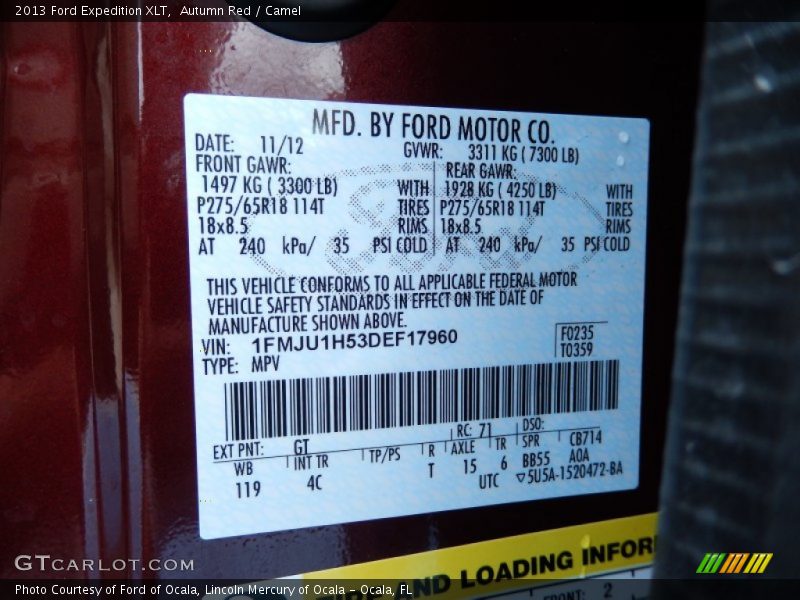 2013 Ford Expedition XLT, Autumn Red / Camel
MFD. BY FORD MOTOR CO.
DATE: 11/12 GVWR: 3311 KG ( 7300 LB)
FRONT GAWR: REAR GAWR:
1497 KG ( 3300 LB) WITH 1928 KG ( 4250 LB) WITH
P275/65R18 114T TIRES P275/65R18 114T TIRES
18x8.5 RIMS 18x8.5 RIMS
AT 240 kPa/ 35 PSI COLD AT 240 kPa/ 35 PSI COLD
THIS VEHICLE CONFORMS TO ALL APPLICABLE FEDERAL MOTOR
VEHICLE SAFETY STANDARDS IN EFFECT ON THE DATE OF
MANUFACTURE SHOWN ABOVE.
VIN: 1FMJU1H53DEF17960 F0235
TYPE: MPV T0359
EXT PNT: GT RC: 71 DSO:
WB INT TR TP/PS R AXLE TR SPR CB714
119 4C T 15 6 BB55 AOA
UTC ▽5U5A-1520472-BA
AND LOADING INFOR
FRONT: 2
GTCARLOT.COM
Photo Courtesy of Ford of Ocala, Lincoln Mercury of Ocala - Ocala, FL